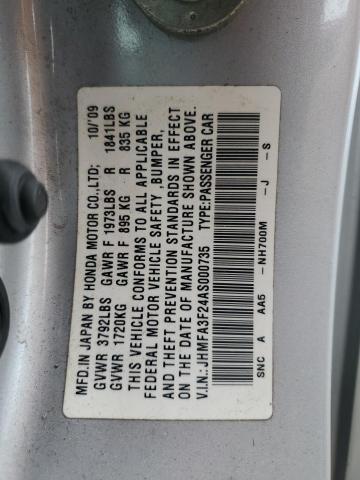 MFD.IN JAPAN BY HONDA MOTOR CO.,LTD; 10/'09
GVWR 3792LBS GAWR F 1973LBS R 1841LBS
GVWR 1720KG GAWR F 895 KG R 835 KG
THIS VEHICLE CONFORMS TO ALL APPLICABLE
FEDERAL MOTOR VEHICLE SAFETY ,BUMPER,
AND THEFT PREVENTION STANDARDS IN EFFECT
ON THE DATE OF MANUFACTURE SHOWN ABOVE.
V.I.N.:JHMFA3F24AS000735 TYPE:PASSENGER CAR
SNC A AA5 -NH700M -J -S